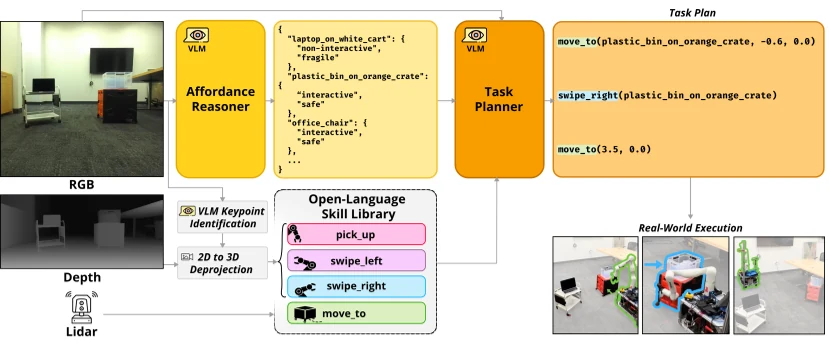 RGB
Depth
Lidar
VLM
Affordance
Reasoner
{
"laptop_on_white_cart": {
"non-interactive",
"fragile"
},
"plastic_bin_on_orange_crate":
{
"interactive",
"safe"
},
"office_chair": {
"interactive",
"safe"
},
...
}
VLM Keypoint
Identification
2D to 3D
Deprojection
Open-Language
Skill Library
pick_up
swipe_left
swipe_right
move_to
VLM
Task
Planner
Task Plan
move_to(plastic_bin_on_orange_crate, -0.6, 0.0)
swipe_right(plastic_bin_on_orange_crate)
move_to(3.5, 0.0)
Real-World Execution